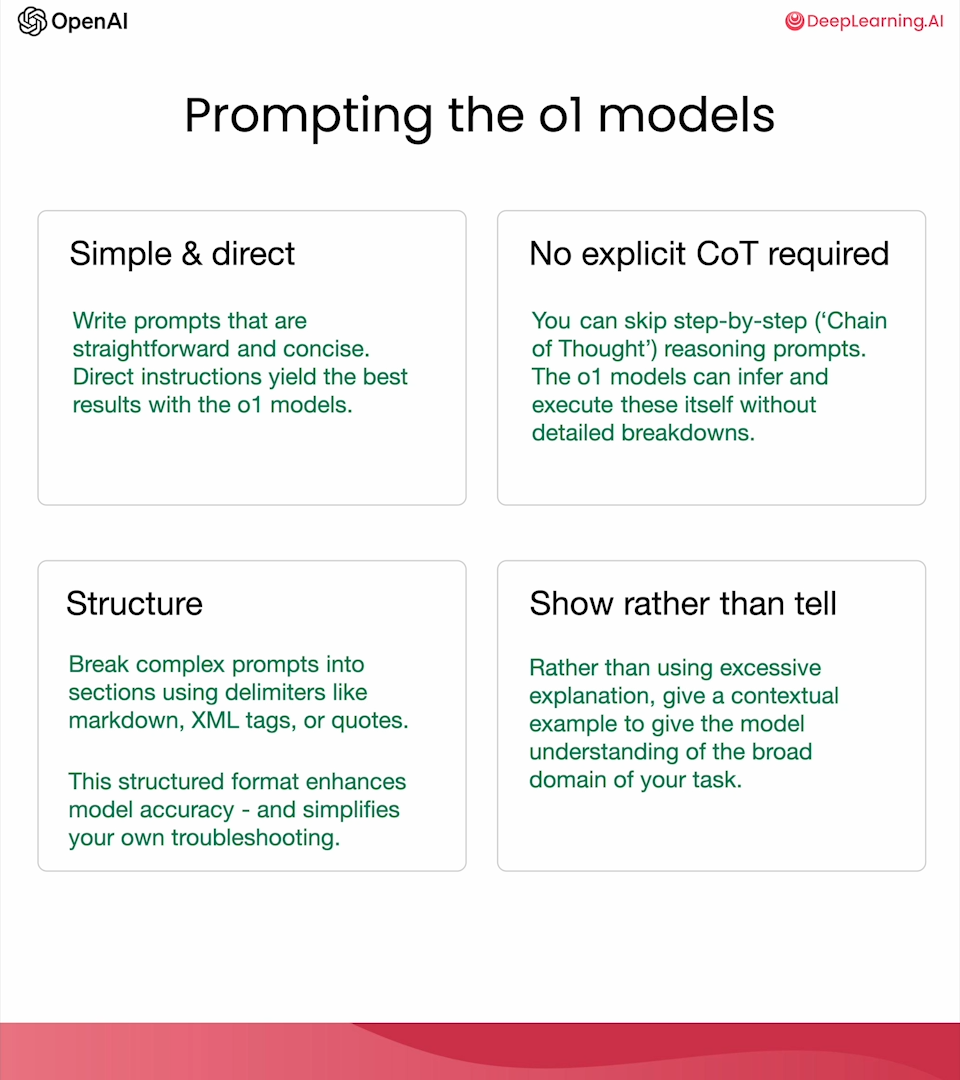 OpenAI
DeepLearning.AI
Prompting the o1 models
Simple & direct
Write prompts that are
straightforward and concise.
Direct instructions yield the best
results with the o1 models.
No explicit CoT required
You can skip step-by-step (‘Chain
of Thought’) reasoning prompts.
The o1 models can infer and
execute these itself without
detailed breakdowns.
Structure
Break complex prompts into
sections using delimiters like
markdown, XML tags, or quotes.
This structured format enhances
model accuracy - and simplifies
your own troubleshooting.
Show rather than tell
Rather than using excessive
explanation, give a contextual
example to give the model
understanding of the broad
domain of your task.